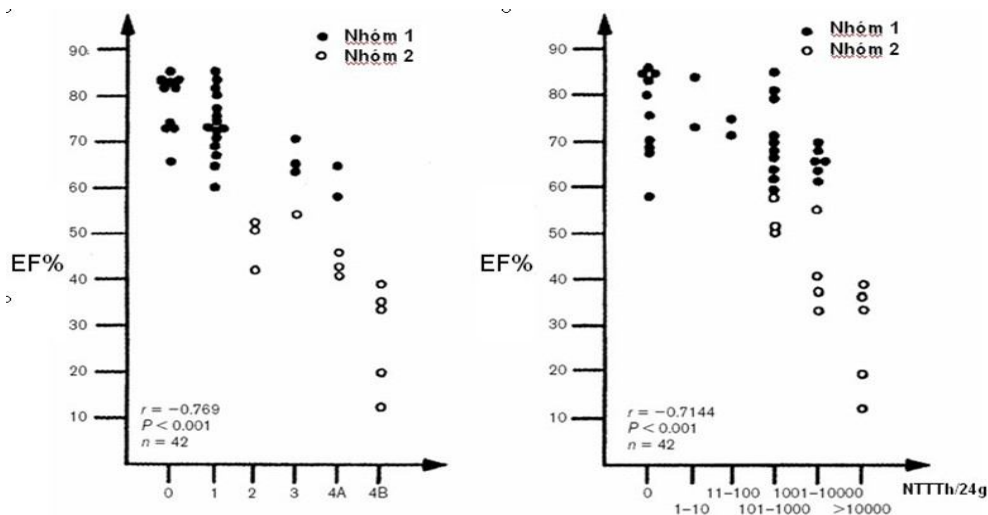 Nhóm 1
Nhóm 2
90
80
70
60
50
40
30
20
10
EF%
r = −0.769
P < 0.001
n = 42
0 1 2 3 4A 4B
Nhóm 1
Nhóm 2
90
80
70
60
50
40
30
20
10
EF%
r = −0.7144
P < 0.001
n = 42
0 11–100 1001–10000 NTTTh/24g
1–10 101–1000 >10000